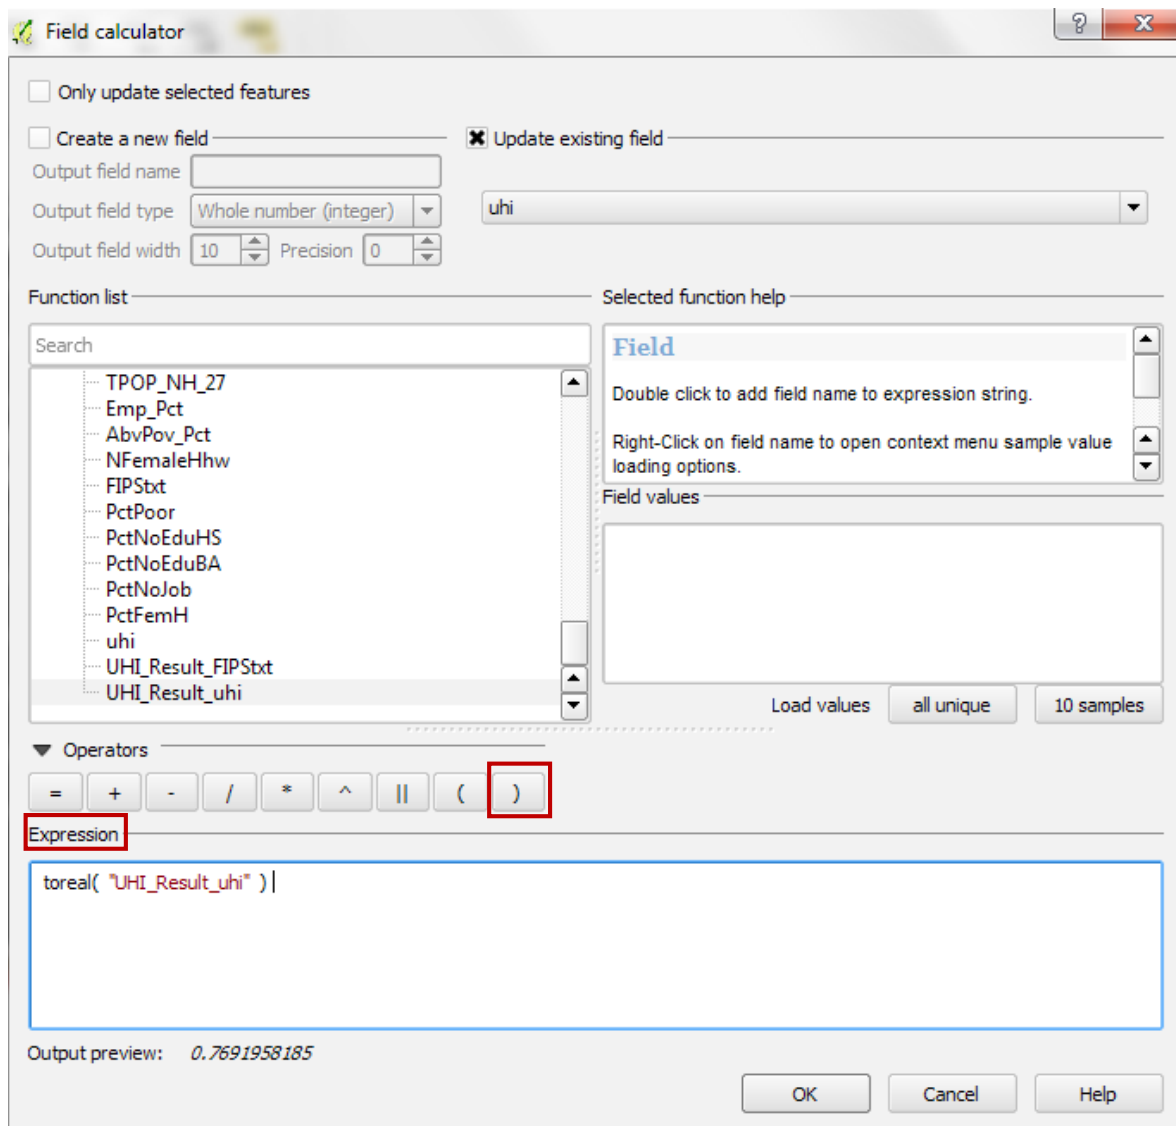 Field calculator
?
X
Only update selected features
Create a new field
Update existing field
Output field name
Output field type Whole number (integer)
uhi
Output field width 10 Precision 0
Function list
Selected function help
Search
Field
TPOP_NH_27
Double click to add field name to expression string.
Emp_Pct
AbvPov_Pct
Right-Click on field name to open context menu sample value
loading options.
NFemaleHhw
FIPStxt
Field values
PctPoor
PctNoEduHS
PctNoEduBA
PctNoJob
PctFemH
uhi
UHI_Result_FIPStxt
UHI_Result_uhi
Load values all unique 10 samples
Operators
= + - / * ^ || ( )
Expression
toreal( "UHI_Result_uhi" )
Output preview: 0.7691958185
OK Cancel Help